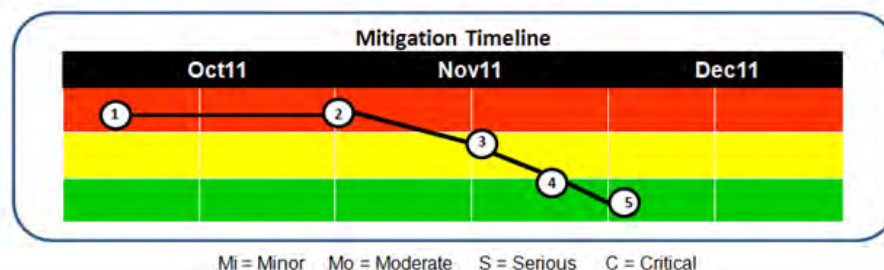 Mitigation Timeline
Oct11 Nov11 Dec11
1 2
3
4
5
Mi = Minor Mo = Moderate S = Serious C = Critical